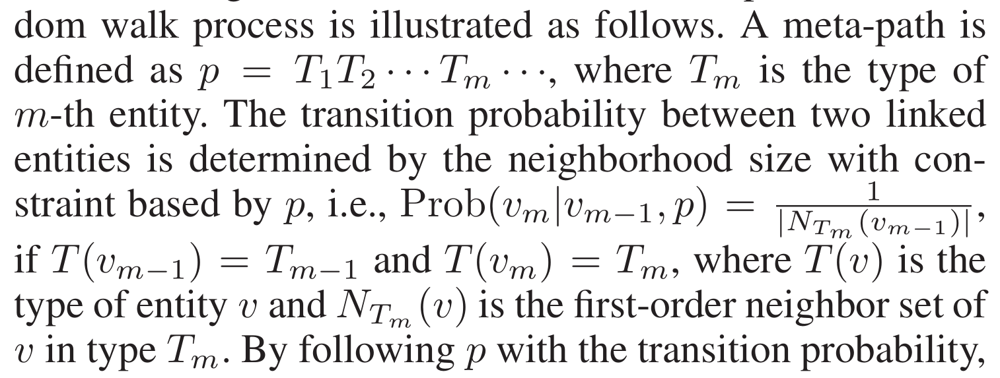 dom walk process is illustrated as follows. A meta-path is
defined as $p = T_1T_2 \cdots T_m \cdots$, where $T_m$ is the type of
$m$-th entity. The transition probability between two linked
entities is determined by the neighborhood size with con-
straint based by $p$, i.e., $\mathrm{Prob}(v_m|v_{m-1}, p) = \frac{1}{|N_{T_m}(v_{m-1})|}$,
if $T(v_{m-1}) = T_{m-1}$ and $T(v_m) = T_m$, where $T(v)$ is the
type of entity $v$ and $N_{T_m}(v)$ is the first-order neighbor set of
$v$ in type $T_m$. By following $p$ with the transition probability,